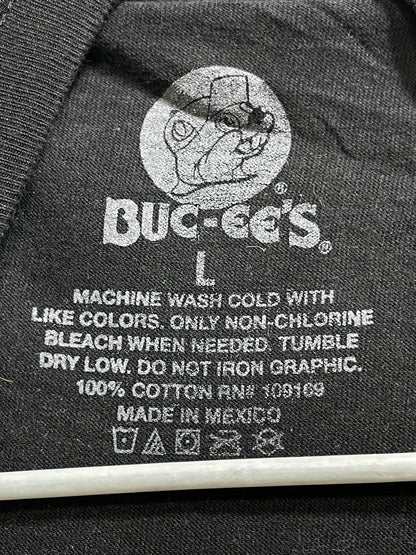 BUC-EE'S®
L
MACHINE WASH COLD WITH
LIKE COLORS. ONLY NON-CHLORINE
BLEACH WHEN NEEDED. TUMBLE
DRY LOW. DO NOT IRON GRAPHIC.
100% COTTON RN# 109169
MADE IN MEXICO